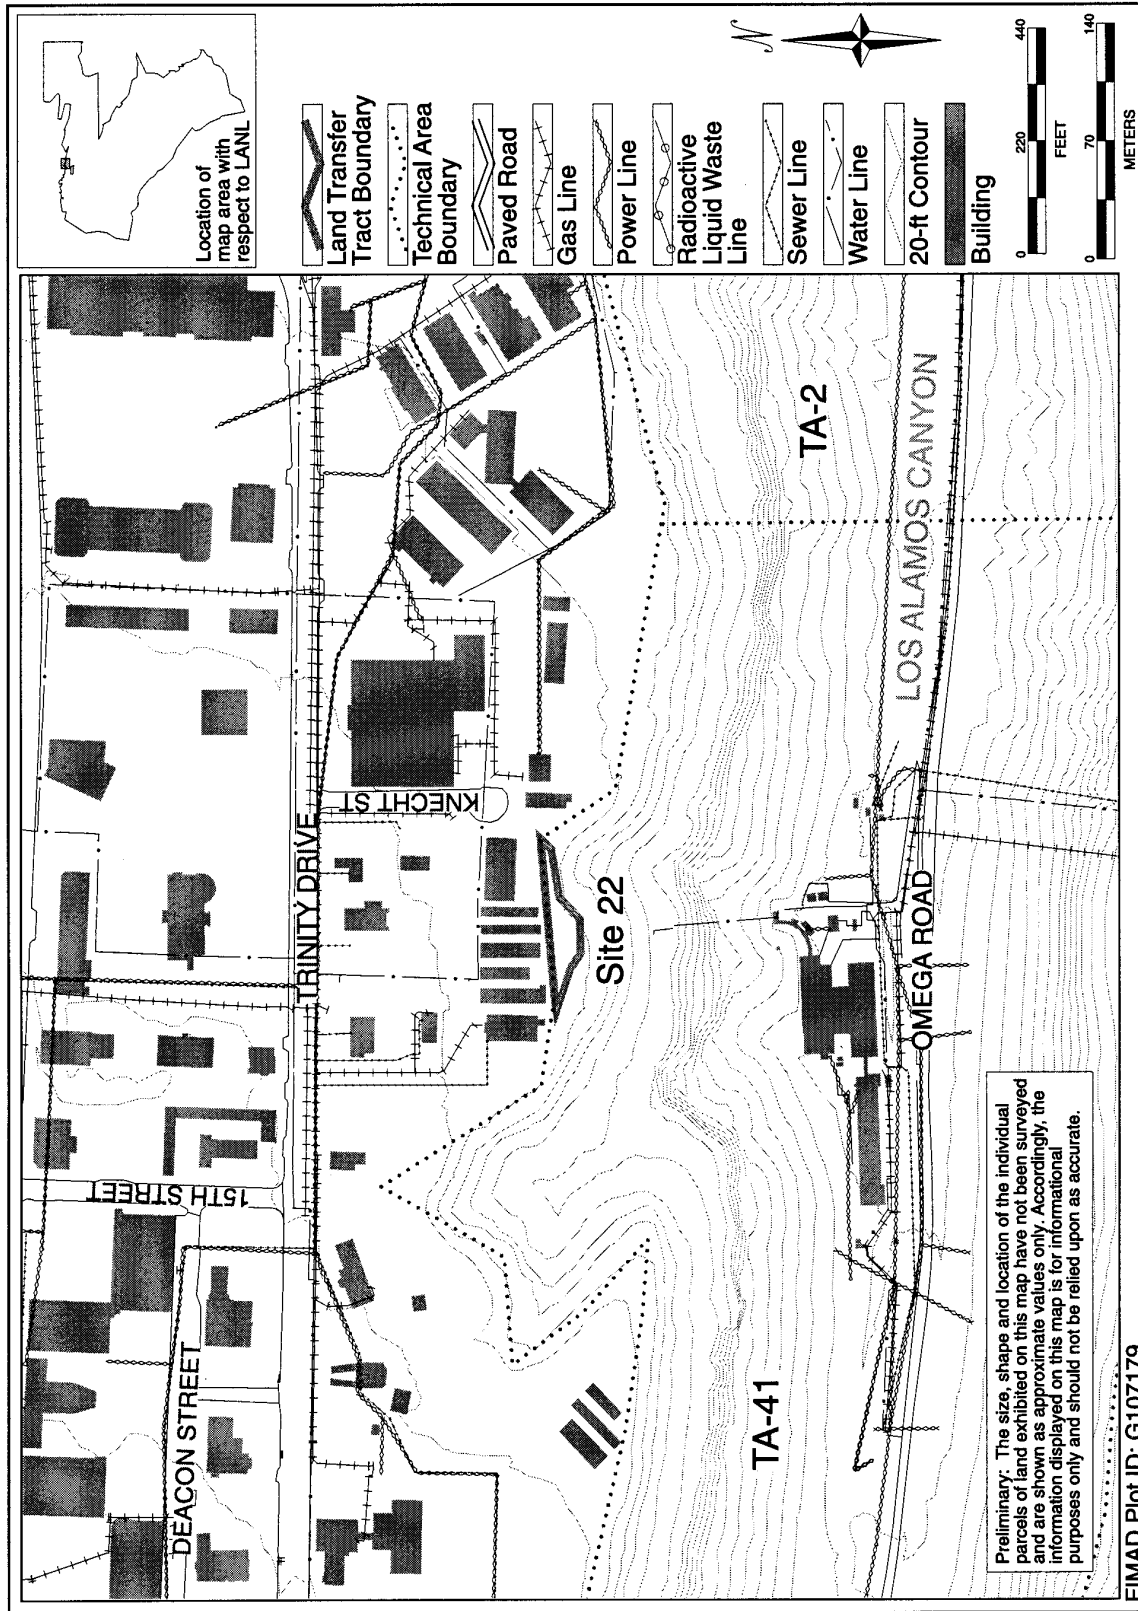 Location of
map area with
respect to LANL
Land Transfer
Tract Boundary
Technical Area
Boundary
Paved Road
Gas Line
Power Line
Radioactive
Liquid Waste
Line
Sewer Line
Water Line
20-ft Contour
Building
N
0 220 440
FEET
0 70 140
METERS
DEACON STREET
15TH STREET
TRINITY DRIVE
KNECHT ST
Site 22
TA-41
TA-2
LOS ALAMOS CANYON
OMEGA ROAD
Preliminary: The size, shape and location of the individual
parcels of land exhibited on this map have not been surveyed
and are shown as approximate values only. Accordingly, the
information displayed on this map is for informational
purposes only and should not be relied upon as accurate.
FIMAD Plot ID: G107179